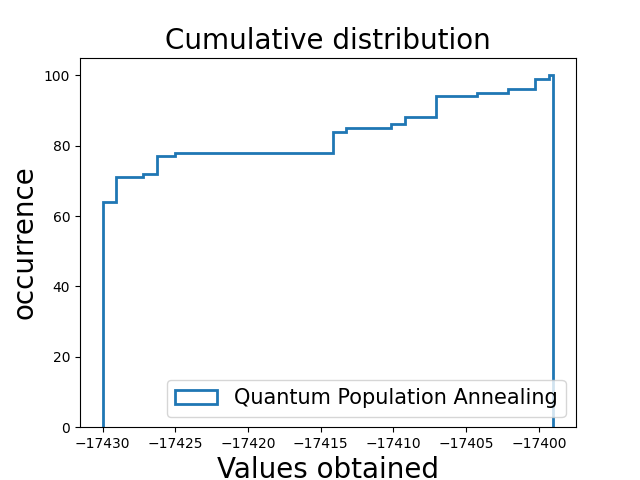 Cumulative distribution
occurrence
100
80
60
40
20
0
Quantum Population Annealing
−17430 −17425 −17420 −17415 −17410 −17405 −17400
Values obtained